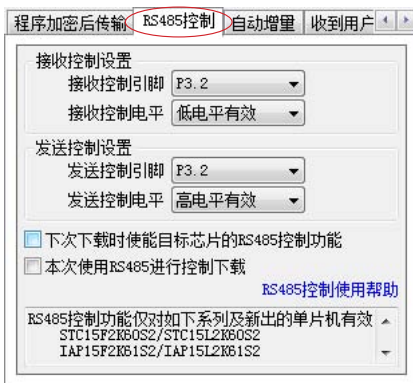 程序加密后传输 RS485控制 自动增量 收到用户
接收控制设置
接收控制引脚 P3.2
接收控制电平 低电平有效
发送控制设置
发送控制引脚 P3.2
发送控制电平 高电平有效
下次下载时使能目标芯片的RS485控制功能
本次使用RS485进行控制下载
RS485控制使用帮助
RS485控制功能仅对如下系列及新出的单片机有效
STC15F2K60S2/STC15L2K60S2
IAP15F2K61S2/IAP15L2K61S2